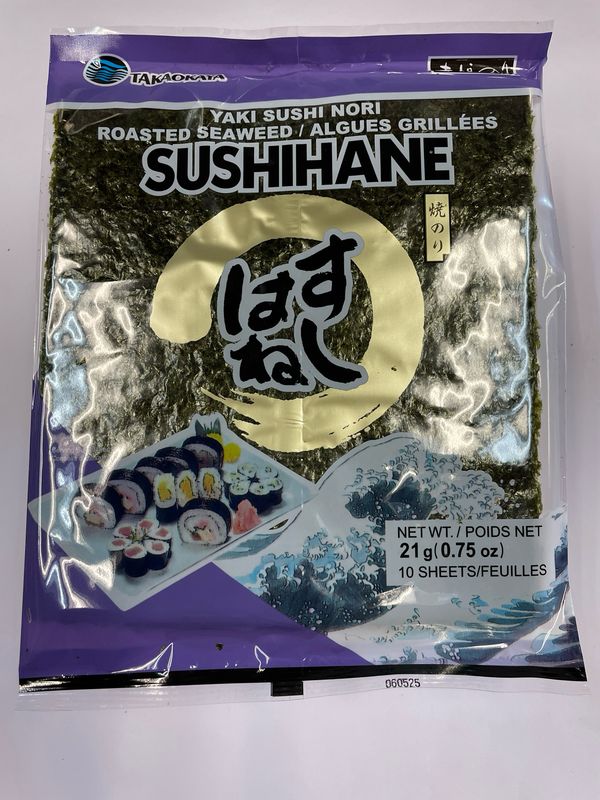 TAKAOKAYA
YAKI SUSHI NORI
ROASTED SEAWEED / ALGUES GRILLÉES
SUSHIHANE
焼のり
すし
はね
NET WT. / POIDS NET
21g(0.75 oz)
10 SHEETS/FEUILLES
060525